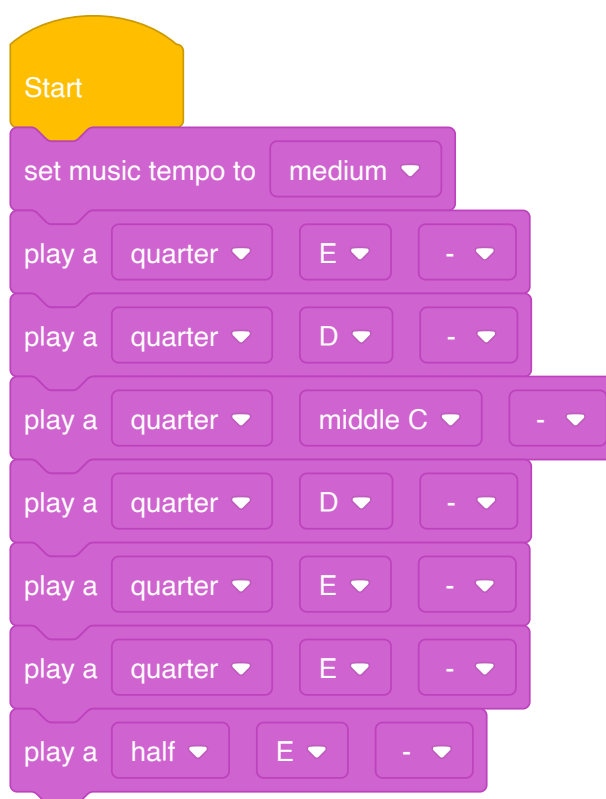 Start
set music tempo to medium
play a quarter E -
play a quarter D -
play a quarter middle C -
play a quarter D -
play a quarter E -
play a quarter E -
play a half E -